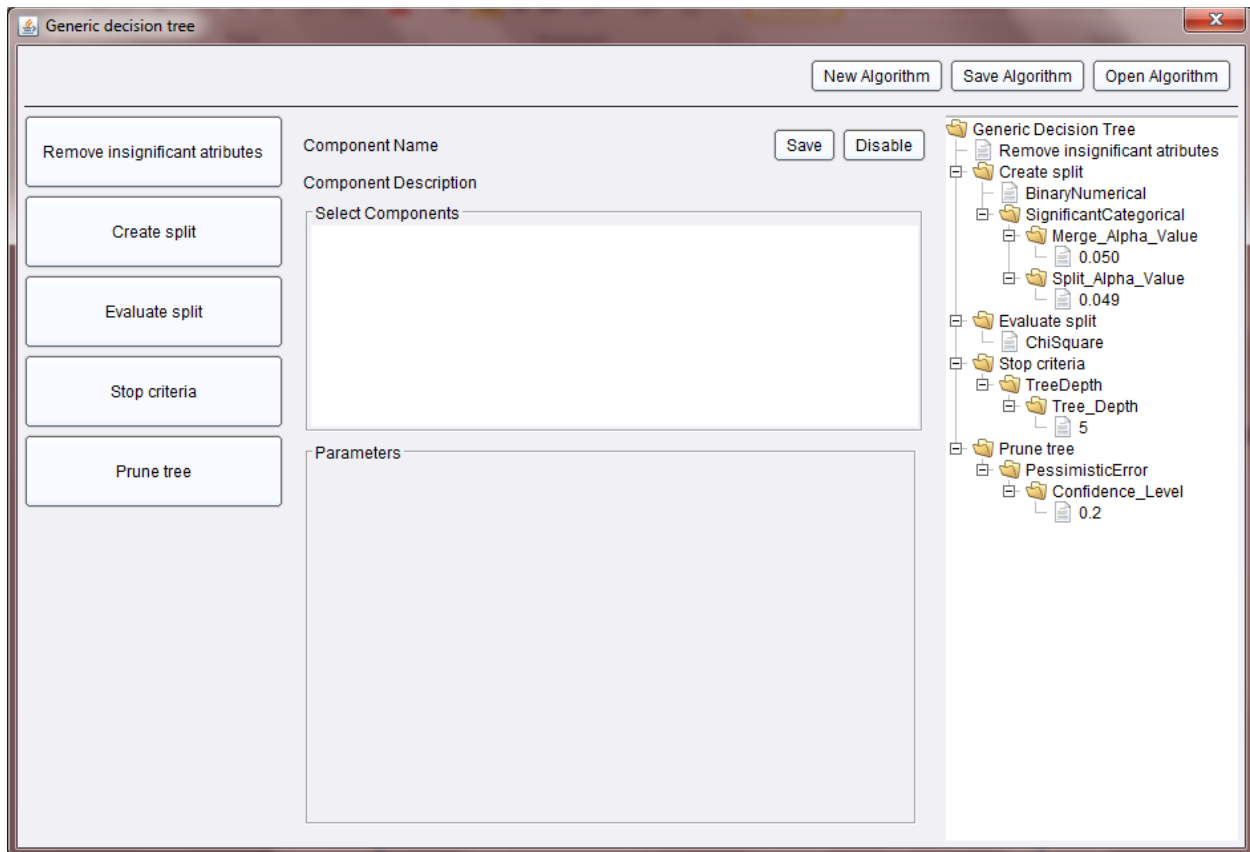 Generic decision tree
New Algorithm Save Algorithm Open Algorithm
Remove insignificant atributes
Create split
Evaluate split
Stop criteria
Prune tree
Component Name
Save Disable
Component Description
Select Components
Parameters
Generic Decision Tree
Remove insignificant atributes
Create split
BinaryNumerical
SignificantCategorical
Merge_Alpha_Value
0.050
Split_Alpha_Value
0.049
Evaluate split
ChiSquare
Stop criteria
TreeDepth
Tree_Depth
5
Prune tree
PessimisticError
Confidence_Level
0.2